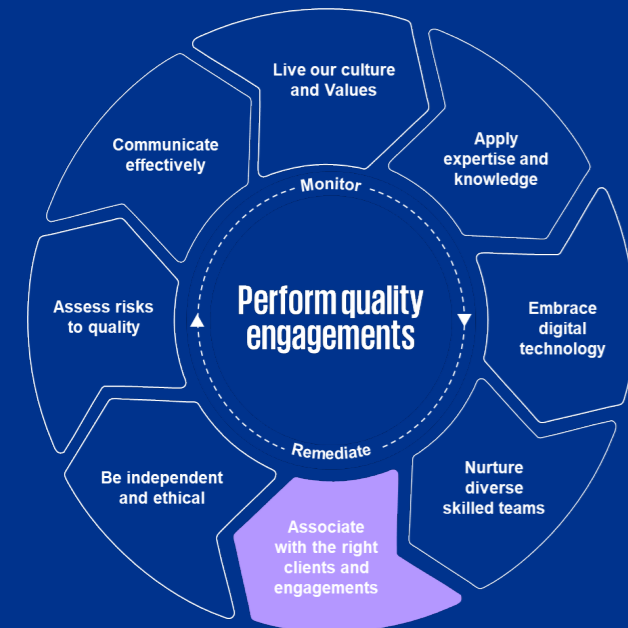 Live our culture
and Values
Apply
expertise and
knowledge
Embrace
digital
technology
Nurture
diverse
skilled teams
Associate
with the right
clients and
engagements
Be independent
and ethical
Assess risks
to quality
Communicate
effectively
Monitor
Perform quality
engagements
Remediate